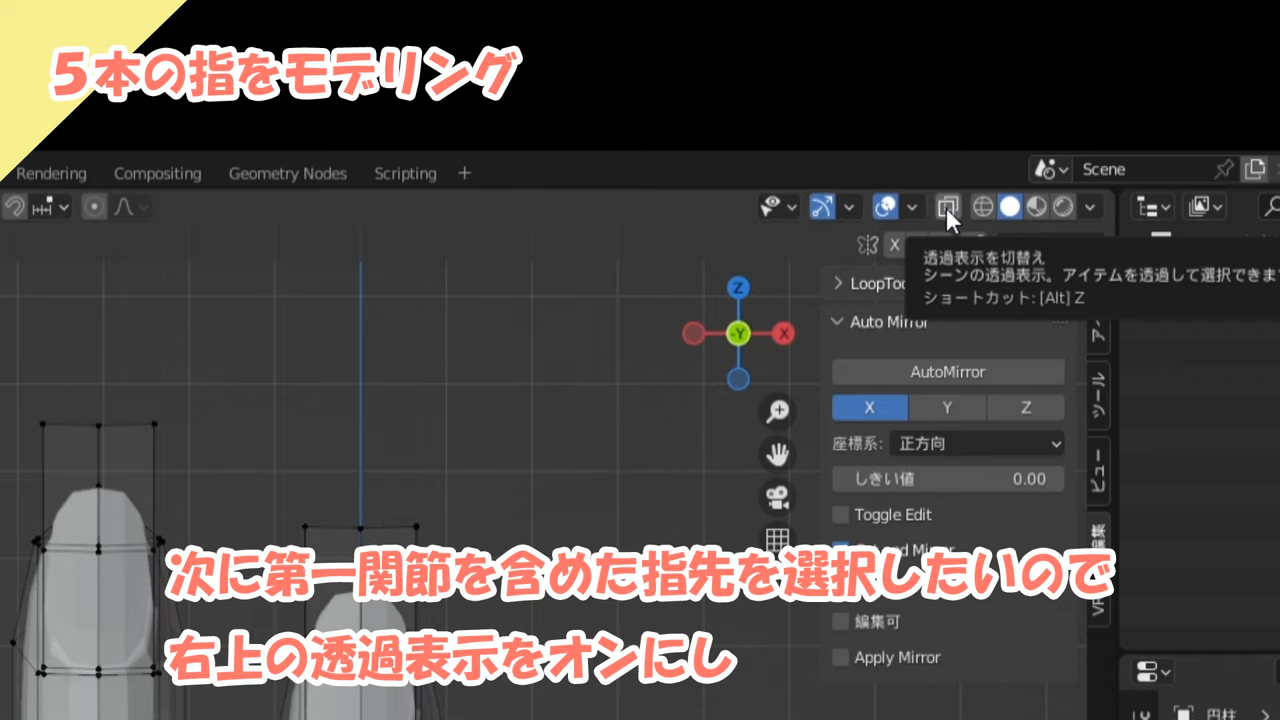 5本の指をモデリング
Rendering Compositing Geometry Nodes Scripting +
Scene
X
透過表示を切替え
シーンの透過表示。アイテムを透過して選択できま
ショートカット: [Alt] Z
LoopToo
Z
Y
X
Auto Mirror
AutoMirror
X Y Z
ツール
座標系: 正方向
ビュー
しきい値 0.00
Toggle Edit
編集
次に第一関節を含めた指先を選択したいので
編集可
右上の透過表示をオンにし
Apply Mirror
円柱